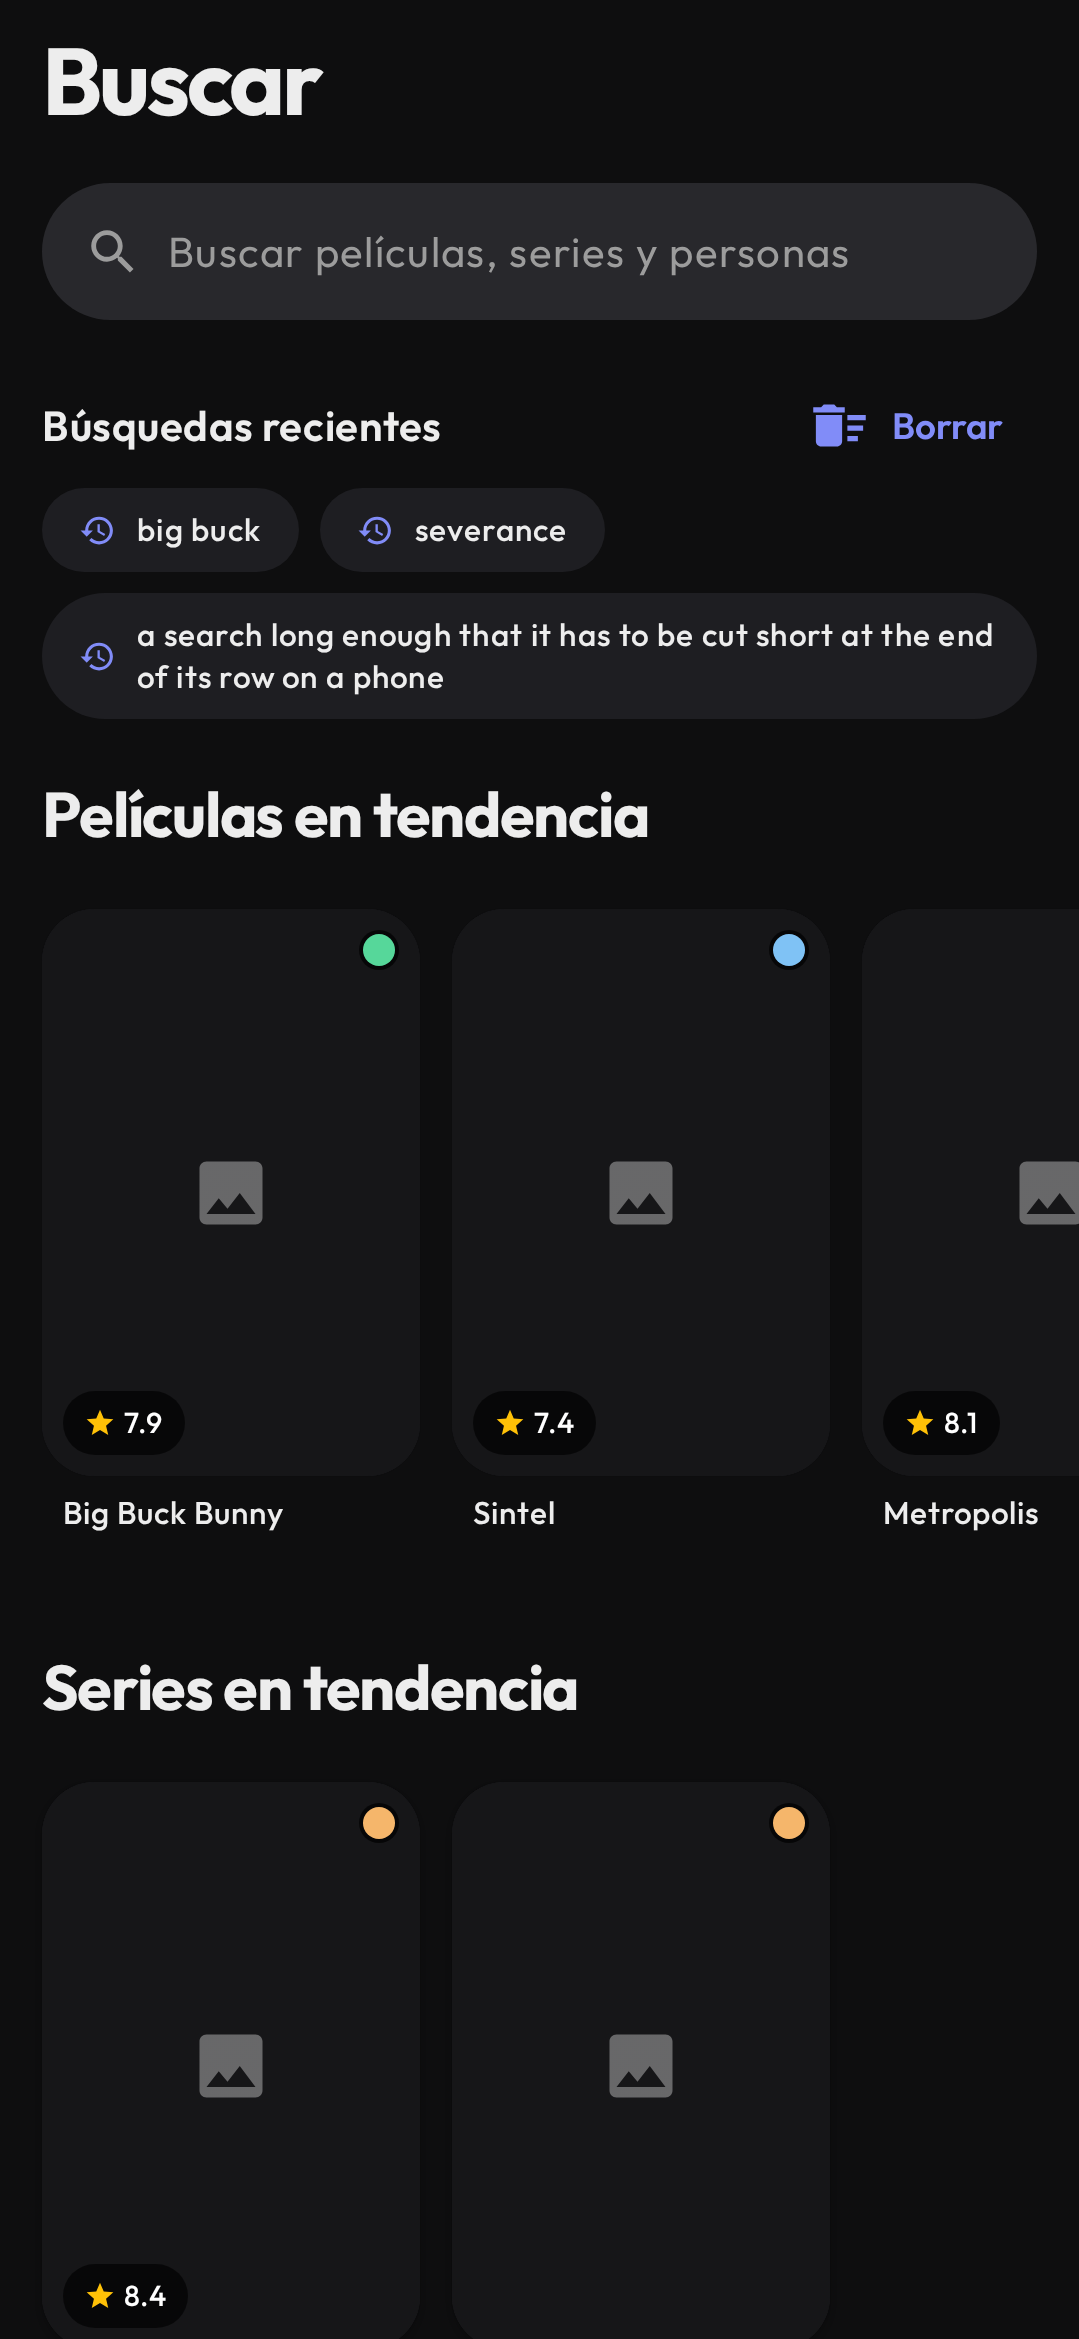 Buscar
Buscar películas, series y personas
Búsquedas recientes
Borrar
big buck
severance
a search long enough that it has to be cut short at the end
of its row on a phone
Películas en tendencia
7.9
7.4
8.1
Big Buck Bunny
Sintel
Metropolis
Series en tendencia
8.4